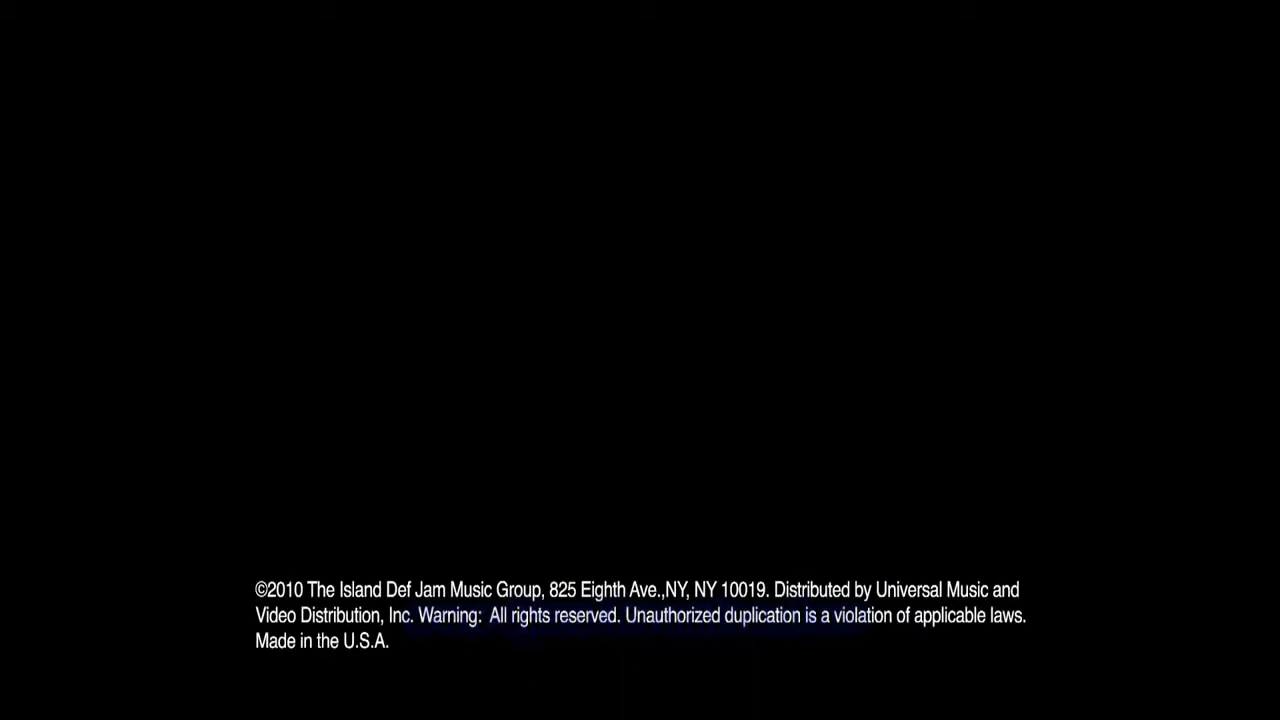 ©2010 The Island Def Jam Music Group, 825 Eighth Ave.,NY, NY 10019. Distributed by Universal Music and
Video Distribution, Inc. Warning:  All rights reserved. Unauthorized duplication is a violation of applicable laws.
Made in the U.S.A.